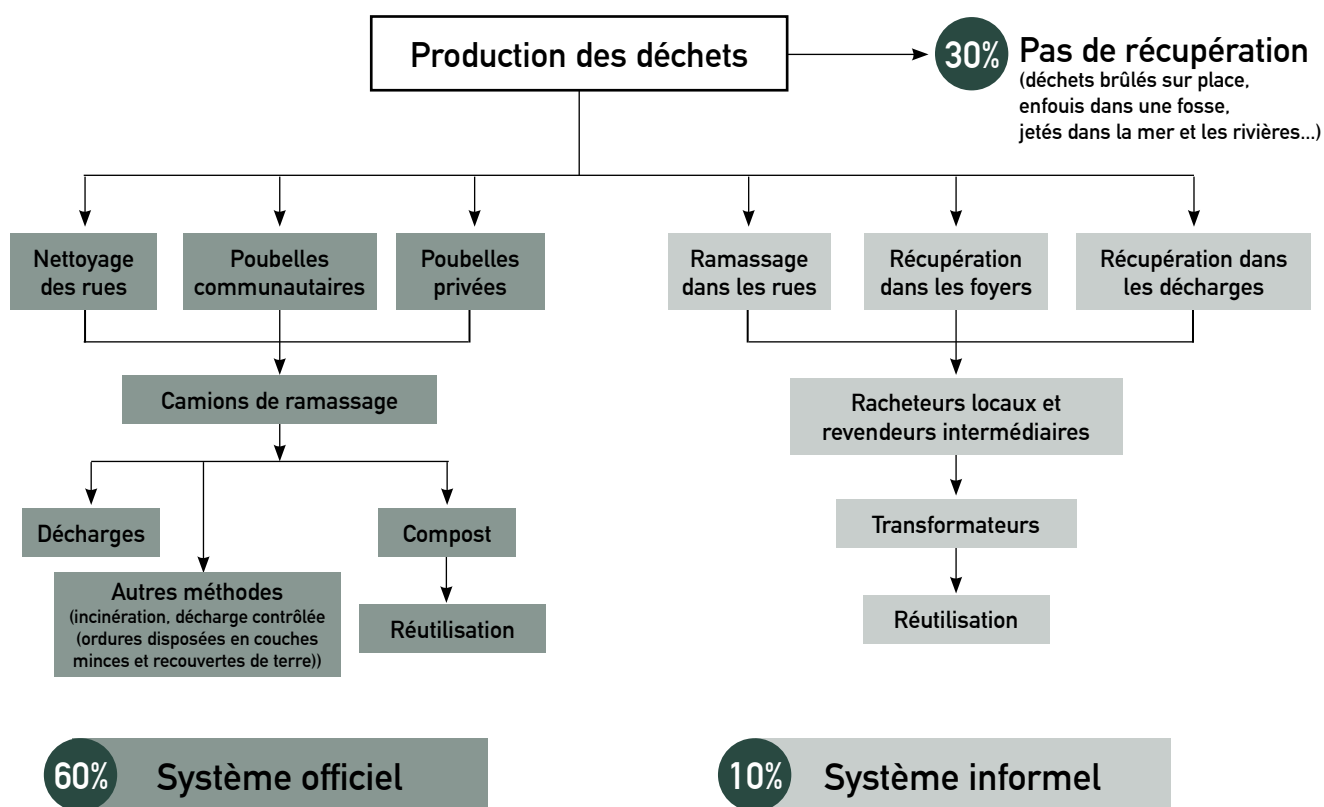 Production des déchets
30%
Pas de récupération
(déchets brûlés sur place,
enfouis dans une fosse,
jetés dans la mer et les rivières...)
Nettoyage
des rues
Poubelles
communautaires
Poubelles
privées
Ramassage
dans les rues
Récupération
dans les foyers
Récupération dans
les décharges
Camions de ramassage
Racheteurs locaux et
revendeurs intermédiaires
Décharges
Compost
Transformateurs
Autres méthodes
(incinération, décharge contrôlée
(ordures disposées en couches
minces et recouvertes de terre))
Réutilisation
Réutilisation
60%
Système officiel
10%
Système informel